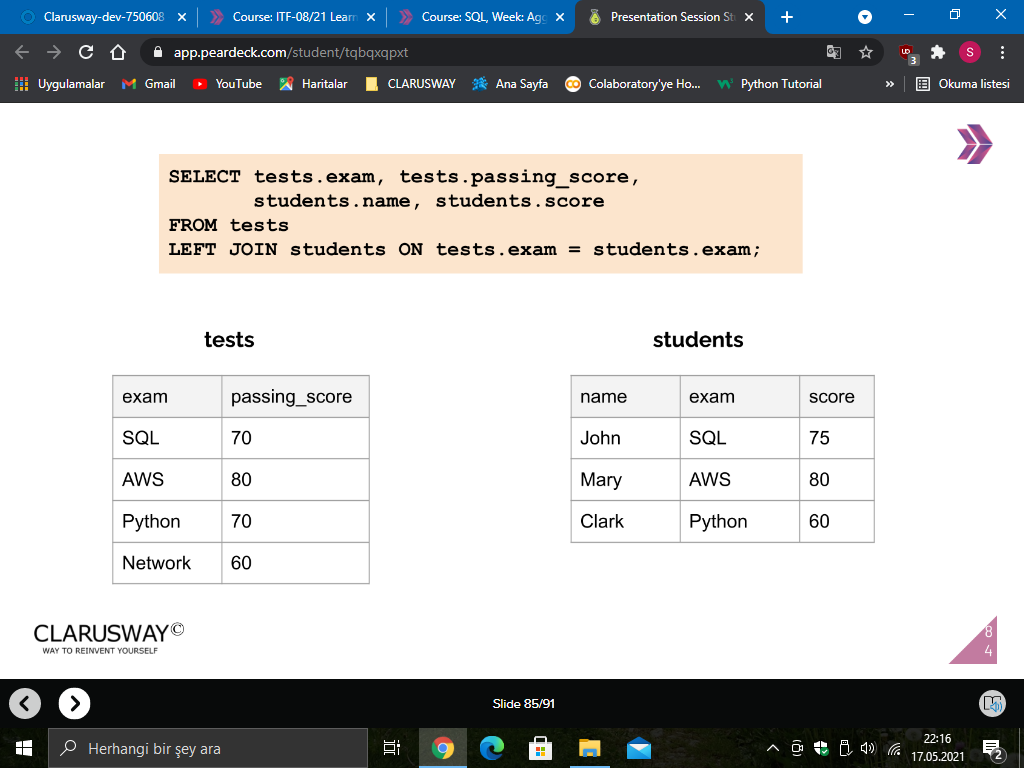 Clarusway-dev-750608
Course: ITF-08/21 Learn
Course: SQL, Week: Agg
Presentation Session St
app.peardeck.com/student/tqbqxqpxt
3
S
Uygulamalar
Gmail
YouTube
Haritalar
CLARUSWAY
Ana Sayfa
Colaboratory'ye Ho...
Python Tutorial
»
Okuma listesi
SELECT tests.exam, tests.passing_score,
students.name, students.score
FROM tests
LEFT JOIN students ON tests.exam = students.exam;
tests
students
exam passing_score
SQL 70
AWS 80
Python 70
Network 60
name exam score
John SQL 75
Mary AWS 80
Clark Python 60
CLARUSWAY©
WAY TO REINVENT YOURSELF
8
4
Slide 85/91
Herhangi bir şey ara
22:16
17.05.2021
2